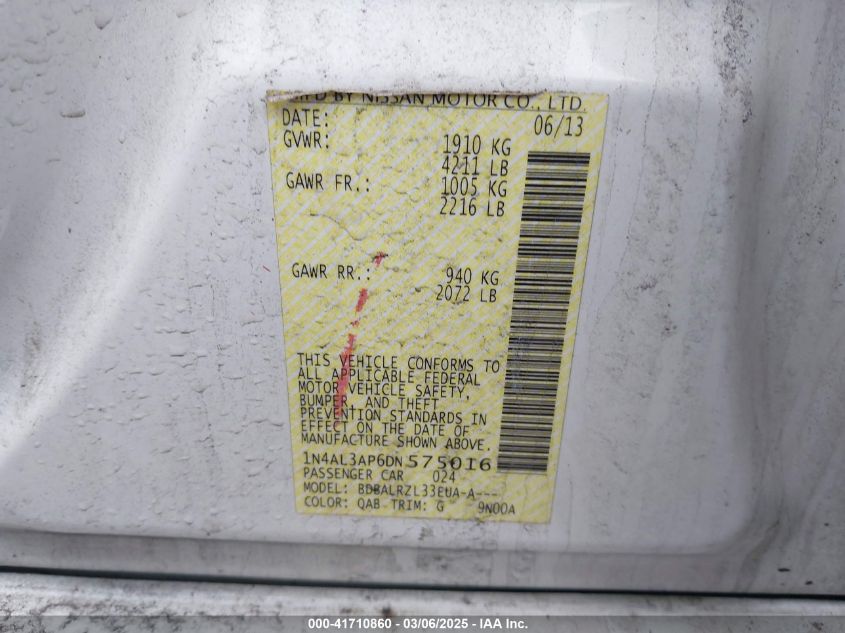 MFD BY NISSAN MOTOR CO., LTD.
DATE: 06/13
GVWR: 1910 KG
4211 LB
GAWR FR.: 1005 KG
2216 LB
GAWR RR.: 940 KG
2072 LB
THIS VEHICLE CONFORMS TO
ALL APPLICABLE FEDERAL
MOTOR VEHICLE SAFETY,
BUMPER, AND THEFT
PREVENTION STANDARDS IN
EFFECT ON THE DATE OF
MANUFACTURE SHOWN ABOVE.
1N4AL3AP6DN575016
PASSENGER CAR 024
MODEL: BDBALRZL33EUA-A---
COLOR: QAB TRIM: G 9N00A
000-41710860 - 03/06/2025 - IAA Inc.